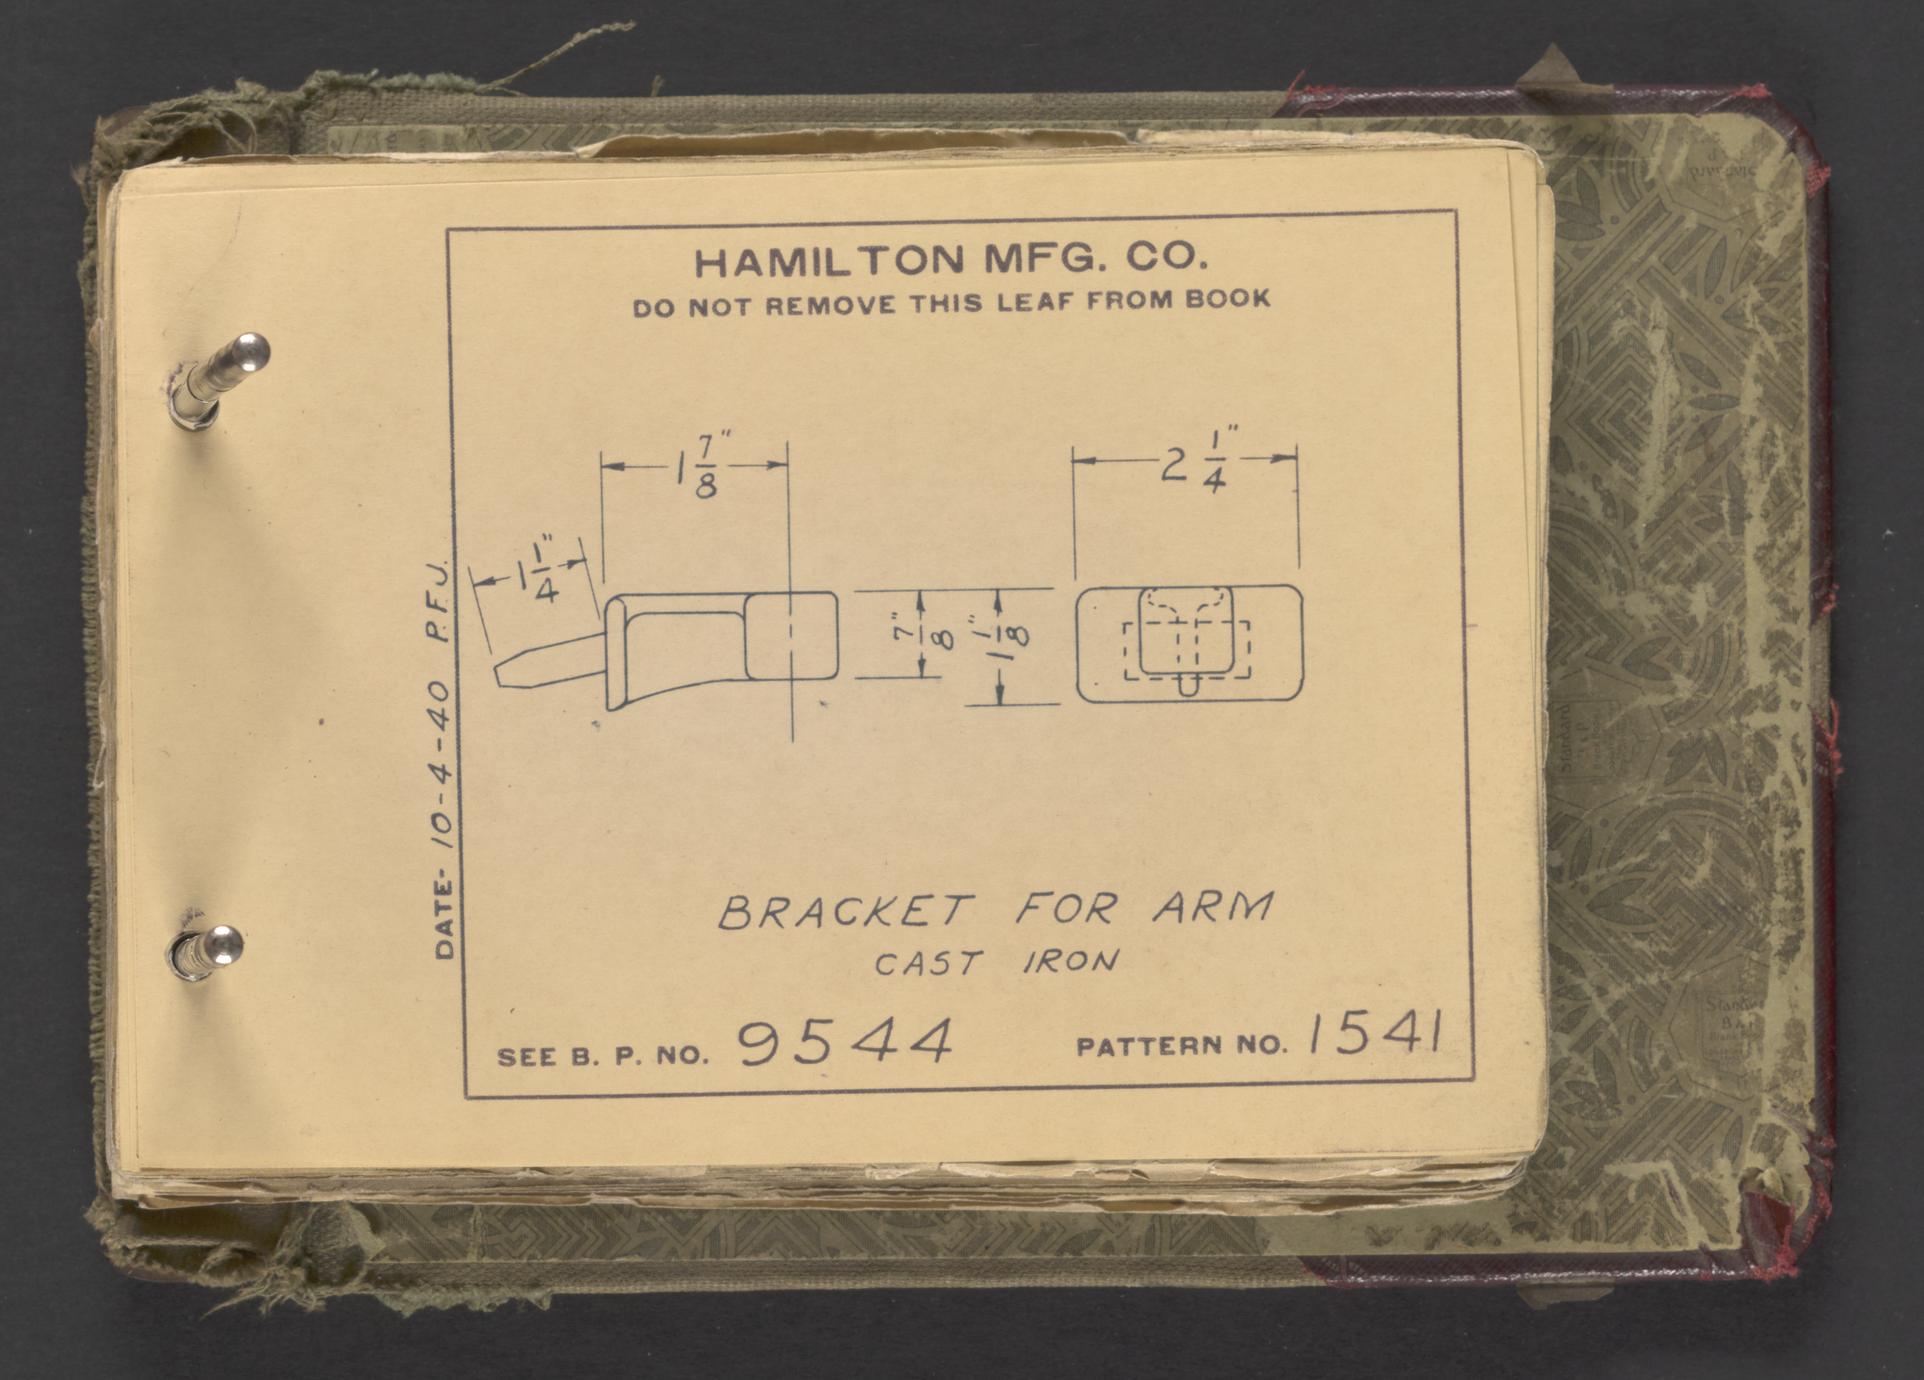 HAMILTON MFG. CO.
DO NOT REMOVE THIS LEAF FROM BOOK
1 7/8"
2 1/4"
1 1/4"
7/8"
1 1/8"
DATE- 10-4-40 P.F.J.
BRACKET FOR ARM
CAST IRON
SEE B. P. NO. 9544
PATTERN NO. 1541
Standard